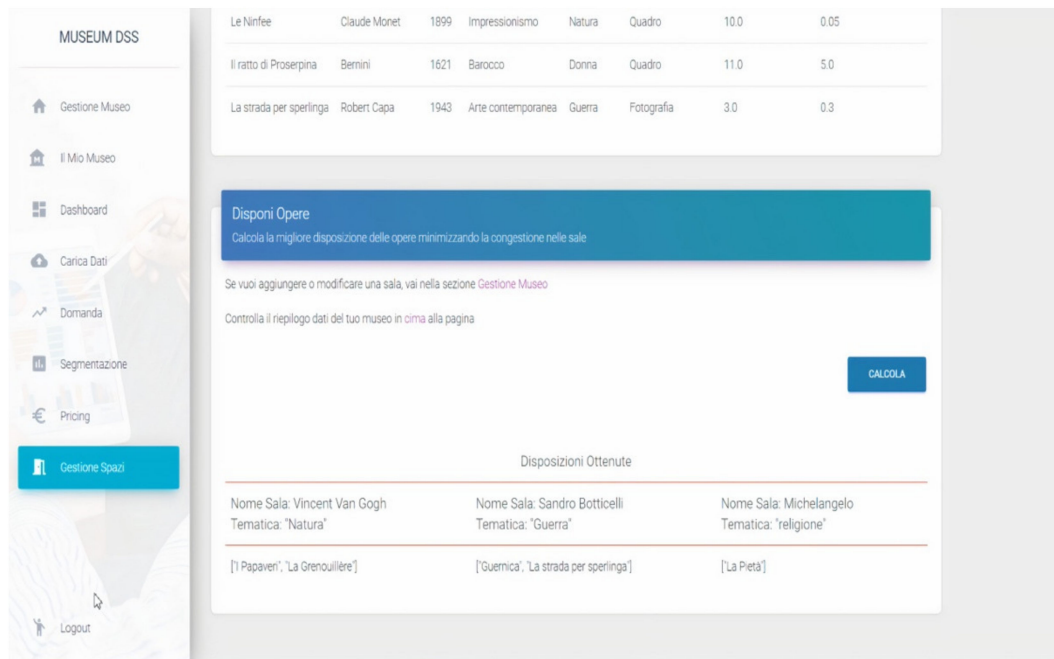 MUSEUM DSS
Gestione Museo
Il Mio Museo
Dashboard
Carica Dati
Domanda
Segmentazione
Pricing
Gestione Spazi
Logout
Le Ninfee Claude Monet 1899 Impressionismo Natura Quadro 10.0 0.05
Il ratto di Proserpina Bernini 1621 Barocco Donna Quadro 11.0 5.0
La strada per sperlinga Robert Capa 1943 Arte contemporanea Guerra Fotografia 3.0 0.3
Disponi Opere
Calcola la migliore disposizione delle opere minimizzando la congestione nelle sale
Se vuoi aggiungere o modificare una sala, vai nella sezione Gestione Museo
Controlla il riepilogo dati del tuo museo in cima alla pagina
CALCOLA
Disposizioni Ottenute
Nome Sala: Vincent Van Gogh
Tematica: "Natura"
Nome Sala: Sandro Botticelli
Tematica: "Guerra"
Nome Sala: Michelangelo
Tematica: "religione"
['I Papaveri', 'La Grenouillère']
['Guernica', 'La strada per sperlinga']
['La Pietà']